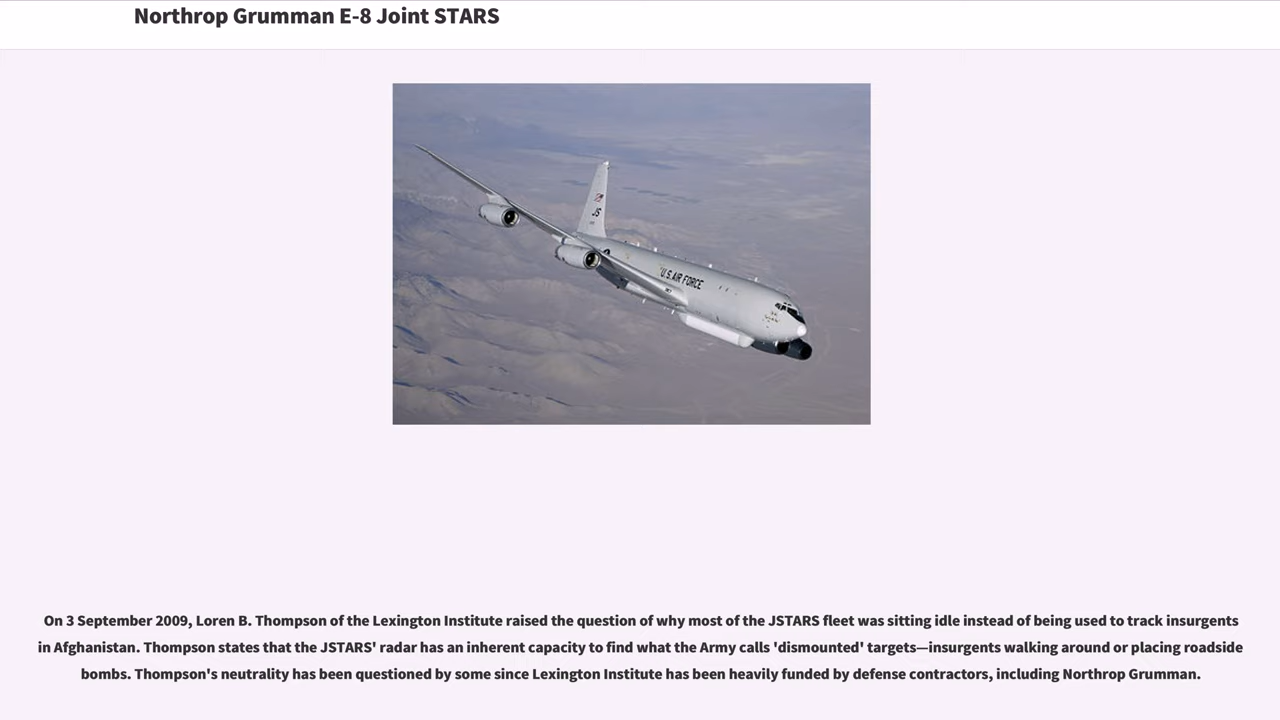 Northrop Grumman E-8 Joint STARS
JS
U.S. AIR FORCE
On 3 September 2009, Loren B. Thompson of the Lexington Institute raised the question of why most of the JSTARS fleet was sitting idle instead of being used to track insurgents
in Afghanistan. Thompson states that the JSTARS' radar has an inherent capacity to find what the Army calls 'dismounted' targets—insurgents walking around or placing roadside
bombs. Thompson's neutrality has been questioned by some since Lexington Institute has been heavily funded by defense contractors, including Northrop Grumman.